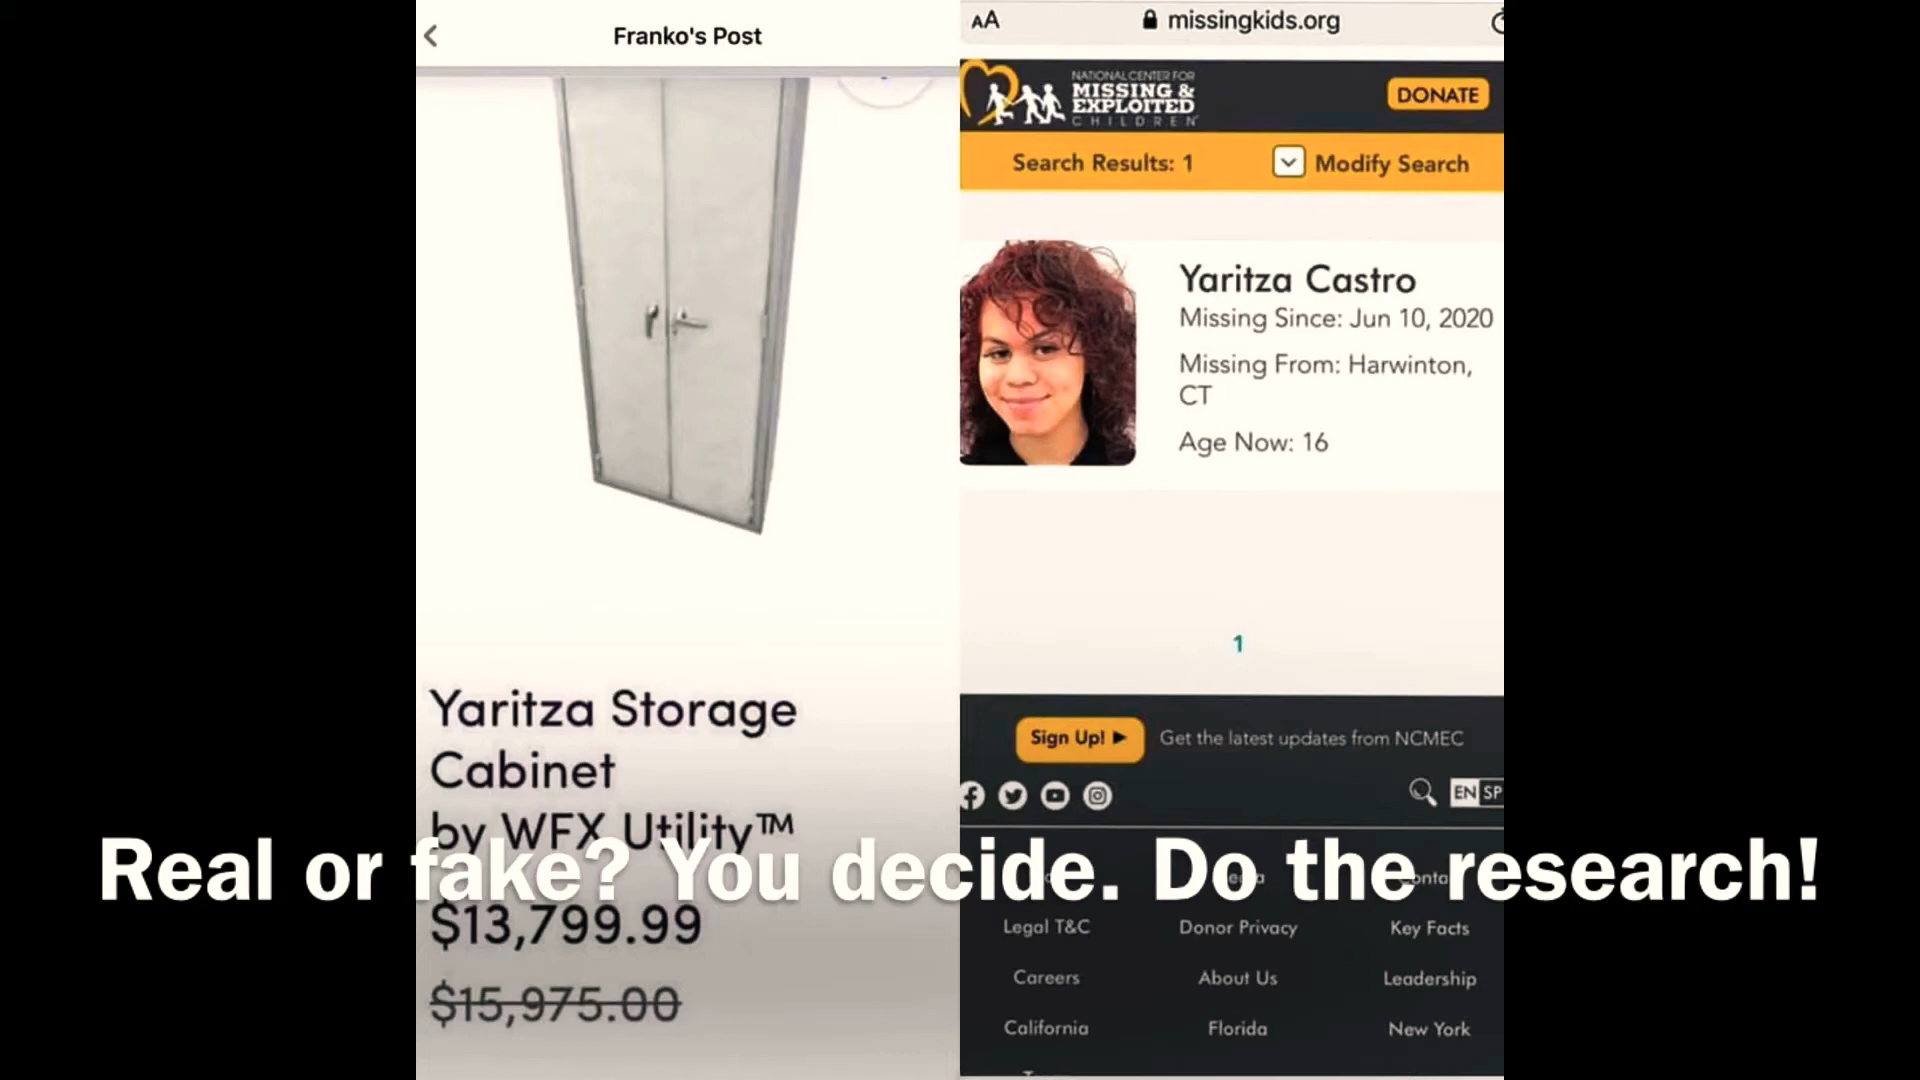 Franko's Post
Yaritza Storage
Cabinet
by WFX Utility™
$13,799.99
$15,975.00
AA
missingkids.org
NATIONAL CENTER FOR
MISSING &
EXPLOITED
CHILDREN
DONATE
Search Results: 1
Modify Search
Yaritza Castro
Missing Since: Jun 10, 2020
Missing From: Harwinton,
CT
Age Now: 16
1
Sign Up!
Get the latest updates from NCMEC
EN SP
Real or fake? You decide. Do the research!
Legal T&C
Donor Privacy
Key Facts
Careers
About Us
Leadership
California
Florida
New York